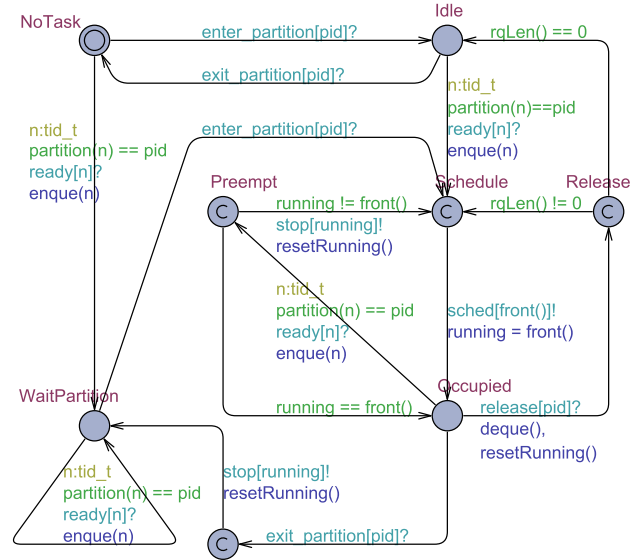 Idle
NoTask
enter_partition[pid]?
rqLen() == 0
exit_partition[pid]?
n:tid_t
partition(n)==pid
ready[n]?
enque(n)
n:tid_t
partition(n) == pid
ready[n]?
enque(n)
enter_partition[pid]?
Preempt
Schedule
Release
running != front()
stop[running]!
resetRunning()
rqLen() != 0
C
C
C
n:tid_t
partition(n) == pid
ready[n]?
enque(n)
sched[front()]!
running = front()
WaitPartition
Occupied
running == front()
release[pid]?
deque(),
resetRunning()
n:tid_t
partition(n) == pid
ready[n]?
enque(n)
stop[running]!
resetRunning()
exit_partition[pid]?
C